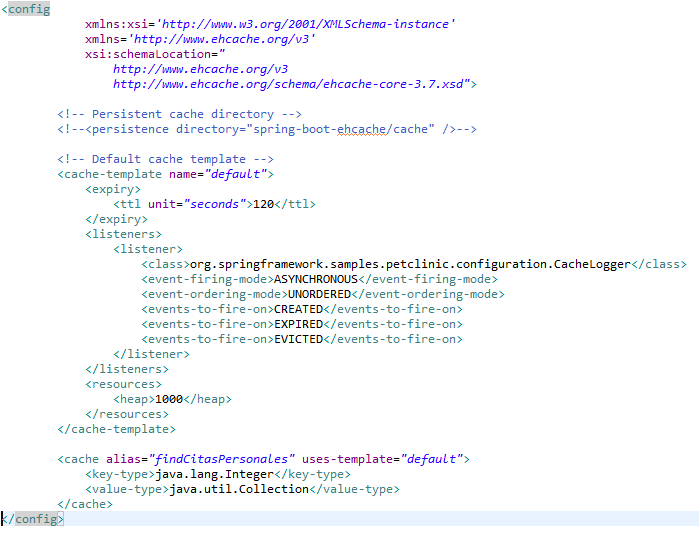 <config
xmlns:xsi='http://www.w3.org/2001/XMLSchema-instance'
xmlns='http://www.ehcache.org/v3'
xsi:schemaLocation="
http://www.ehcache.org/v3
http://www.ehcache.org/schema/ehcache-core-3.7.xsd">
<!-- Persistent cache directory -->
<!--<persistence directory="spring-boot-ehcache/cache" />-->
<!-- Default cache template -->
<cache-template name="default">
<expiry>
<ttl unit="seconds">120</ttl>
</expiry>
<listeners>
<listener>
<class>org.springframework.samples.petclinic.configuration.CacheLogger</class>
<event-firing-mode>ASYNCHRONOUS</event-firing-mode>
<event-ordering-mode>UNORDERED</event-ordering-mode>
<events-to-fire-on>CREATED</events-to-fire-on>
<events-to-fire-on>EXPIRED</events-to-fire-on>
<events-to-fire-on>EVICTED</events-to-fire-on>
</listener>
</listeners>
<resources>
<heap>1000</heap>
</resources>
</cache-template>
<cache alias="findCitasPersonales" uses-template="default">
<key-type>java.lang.Integer</key-type>
<value-type>java.util.Collection</value-type>
</cache>
</config>